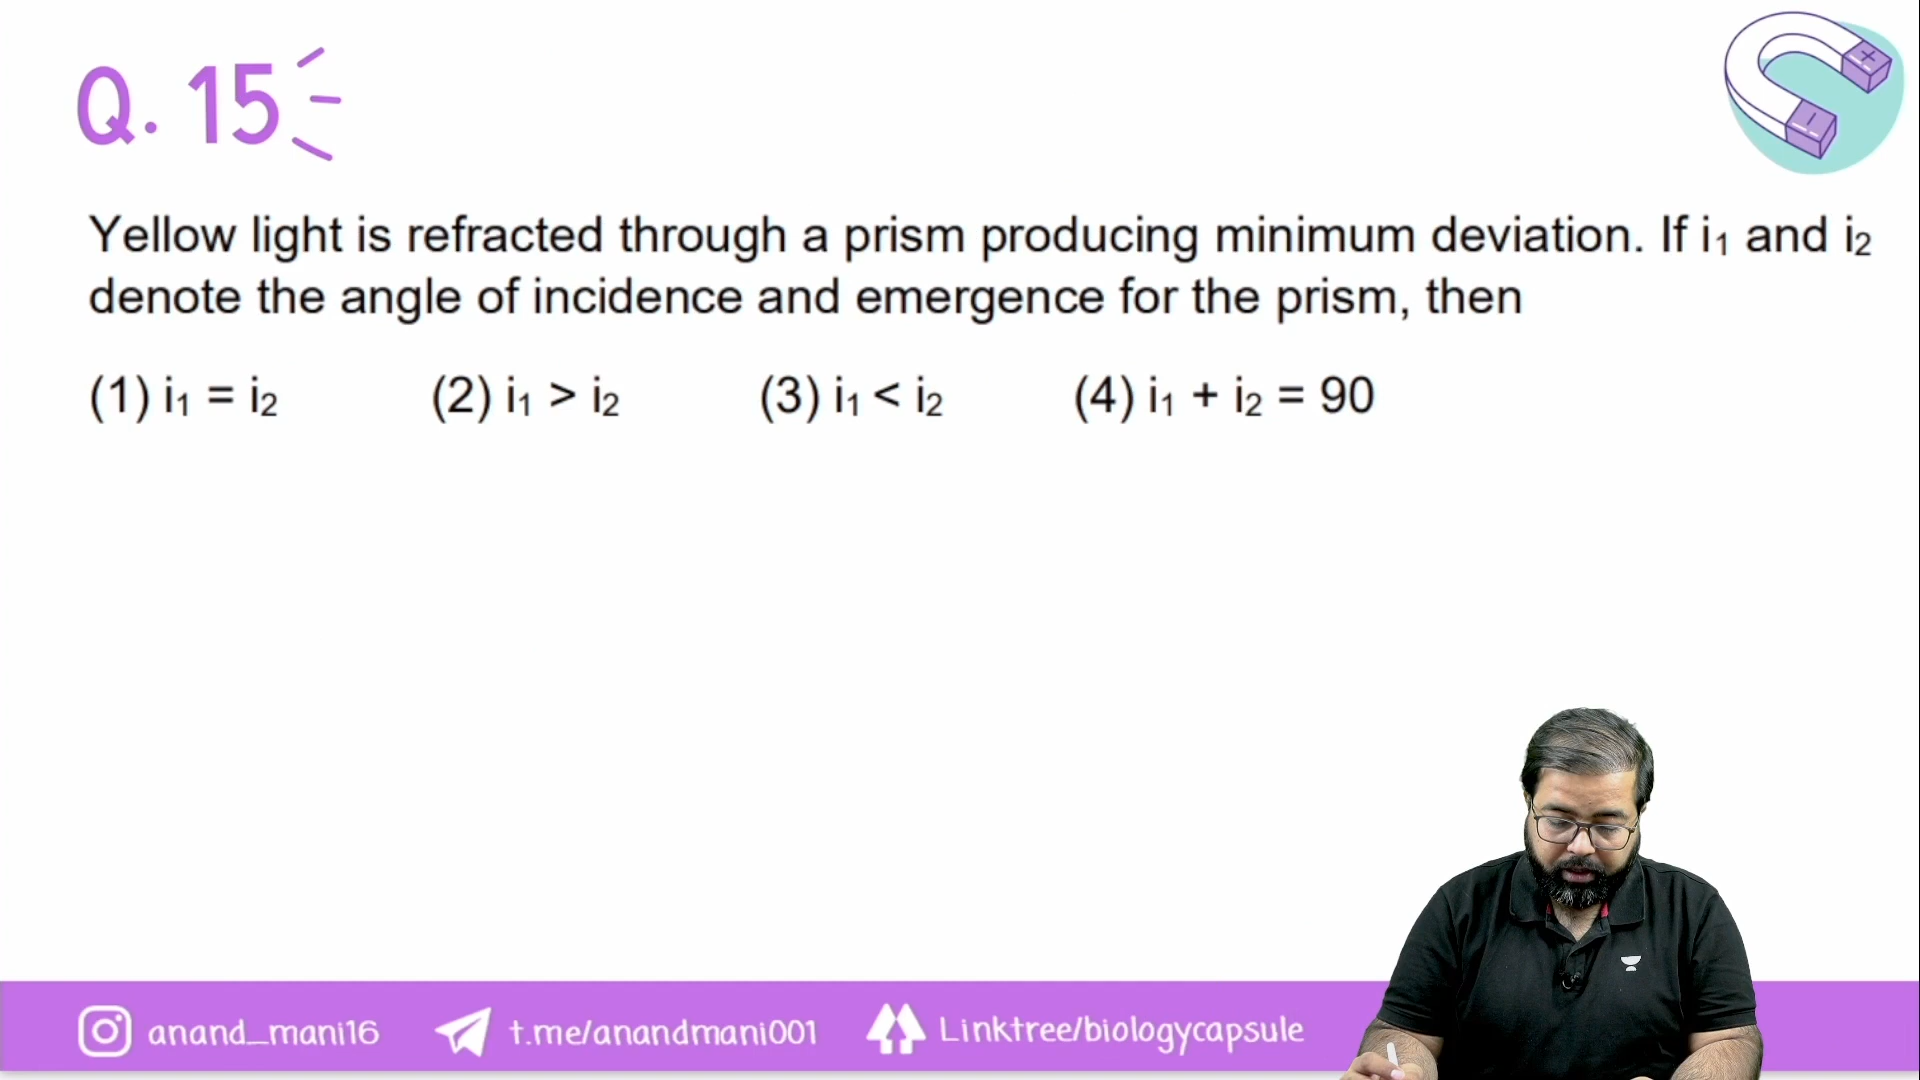 Q. 15
Yellow light is refracted through a prism producing minimum deviation. If i₁ and i₂
denote the angle of incidence and emergence for the prism, then
(1) i₁ = i₂ (2) i₁ > i₂ (3) i₁ < i₂ (4) i₁ + i₂ = 90
anand_mani16 t.me/anandmani001 Linktree/biologycapsule